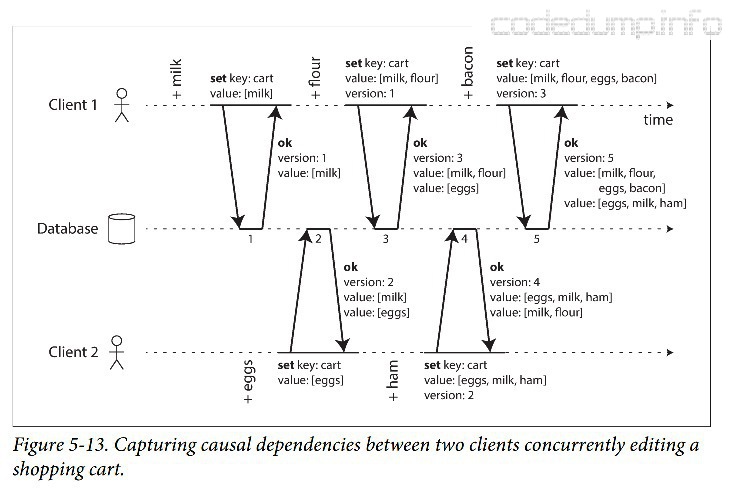 codedump.info
+ milk
set key: cart
value: [milk]
+ flour
set key: cart
value: [milk, flour]
version: 1
+ bacon
set key: cart
value: [milk, flour, eggs, bacon]
version: 3
Client 1
time
ok
version: 1
value: [milk]
ok
version: 3
value: [milk, flour]
value: [eggs]
ok
version: 5
value: [milk, flour,
eggs, bacon]
value: [eggs, milk, ham]
Database
1
2
3
4
5
ok
version: 2
value: [milk]
value: [eggs]
ok
version: 4
value: [eggs, milk, ham]
value: [milk, flour]
Client 2
+ eggs
set key: cart
value: [eggs]
+ ham
set key: cart
value: [eggs, milk, ham]
version: 2
Figure 5-13. Capturing causal dependencies between two clients concurrently editing a
shopping cart.